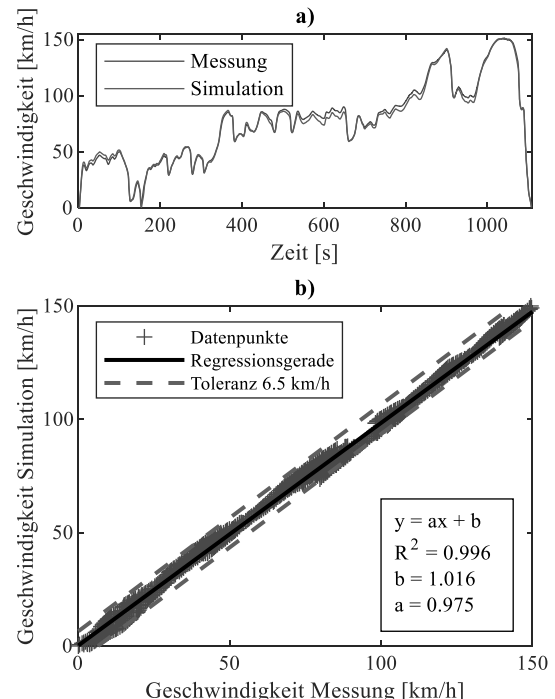 a)
Geschwindigkeit [km/h]
150
100
50
0
Messung
Simulation
0
200
400
600
800
1000
Zeit [s]
b)
Geschwindigkeit Simulation [km/h]
150
100
50
0
Datenpunkte
Regressionsgerade
Toleranz 6.5 km/h
y = ax + b
R² = 0.996
b = 1.016
a = 0.975
0
50
100
150
Geschwindigkeit Messung [km/h]